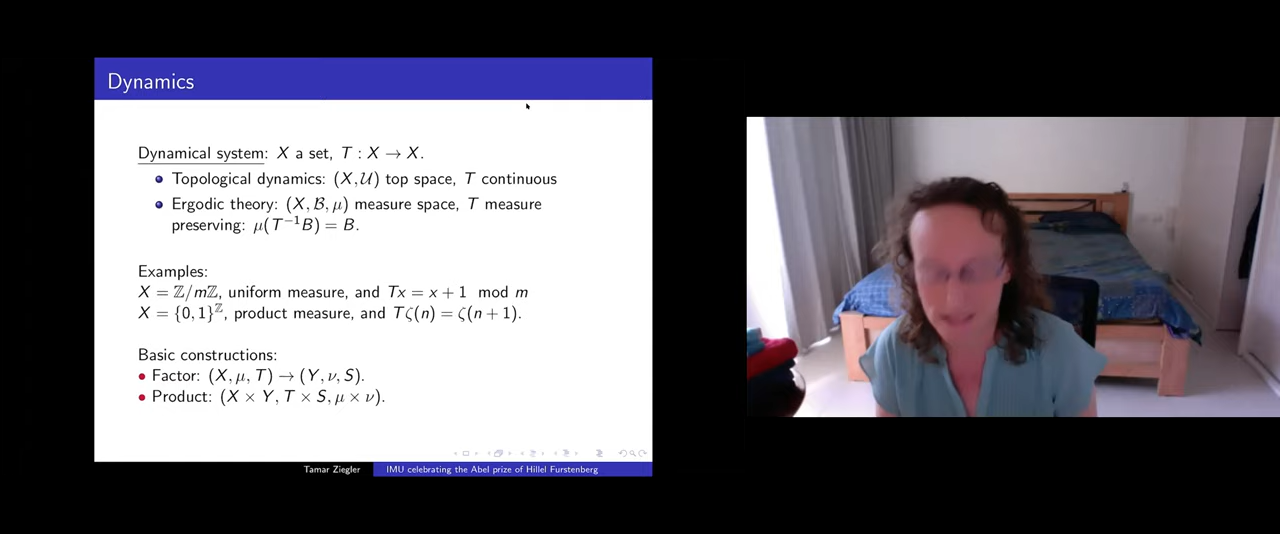 Dynamics
Dynamical system: X a set, T : X → X.
Topological dynamics: (X, 𝒰) top space, T continuous
Ergodic theory: (X, ℬ, μ) measure space, T measure
preserving: μ(T⁻¹B) = B.
Examples:
X = ℤ/mℤ, uniform measure, and Tx = x + 1 mod m
X = {0, 1}^ℤ, product measure, and Tζ(n) = ζ(n + 1).
Basic constructions:
• Factor: (X, μ, T) → (Y, ν, S).
• Product: (X × Y, T × S, μ × ν).
Tamar Ziegler
IMU celebrating the Abel prize of Hillel Furstenberg